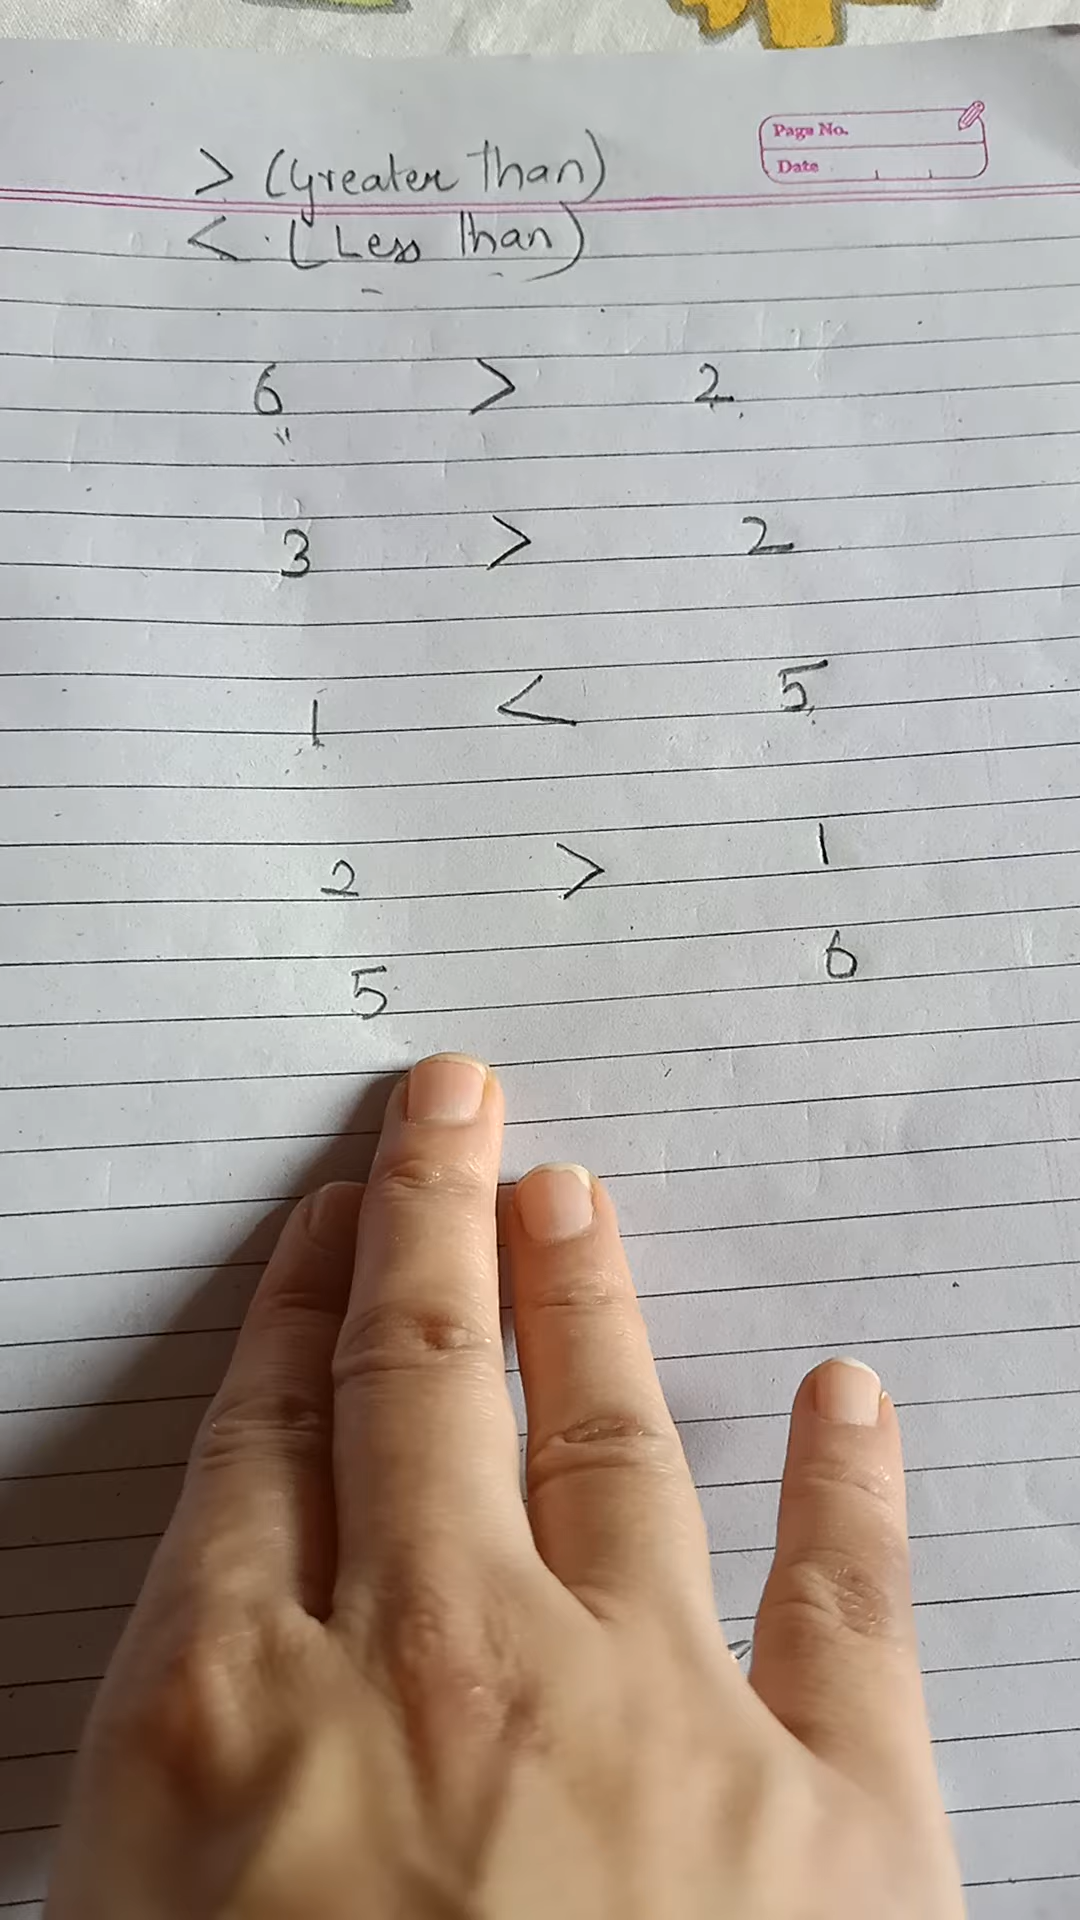 Page No.
Date
> (Greater Than)
< (Less Than)
6 > 2
3 > 2
1 < 5
2 > 1
5 6